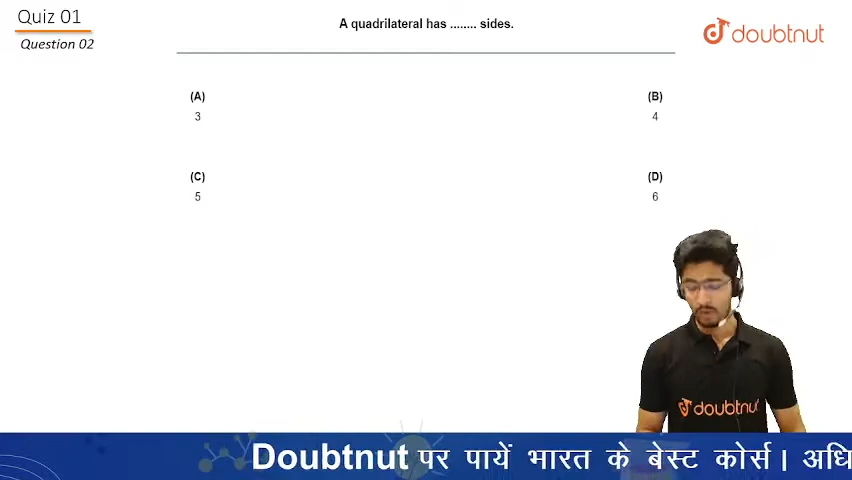 Quiz 01
Question 02
A quadrilateral has ........ sides.
doubtnut
(A)
3
(B)
4
(C)
5
(D)
6
doubtnut
Doubtnut पर पायें भारत के बेस्ट कोर्स। अधि